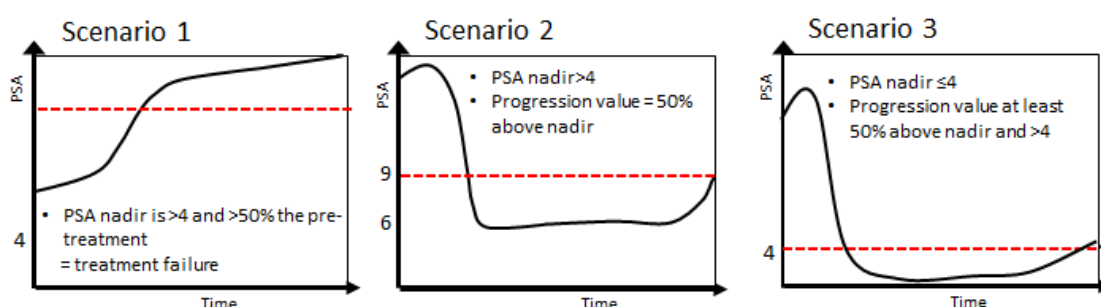 Scenario 1
PSA
4
• PSA nadir is >4 and >50% the pre-
treatment
= treatment failure
Time
Scenario 2
PSA
9
6
• PSA nadir>4
• Progression value = 50%
above nadir
Time
Scenario 3
PSA
4
• PSA nadir ≤4
• Progression value at least
50% above nadir and >4
Time